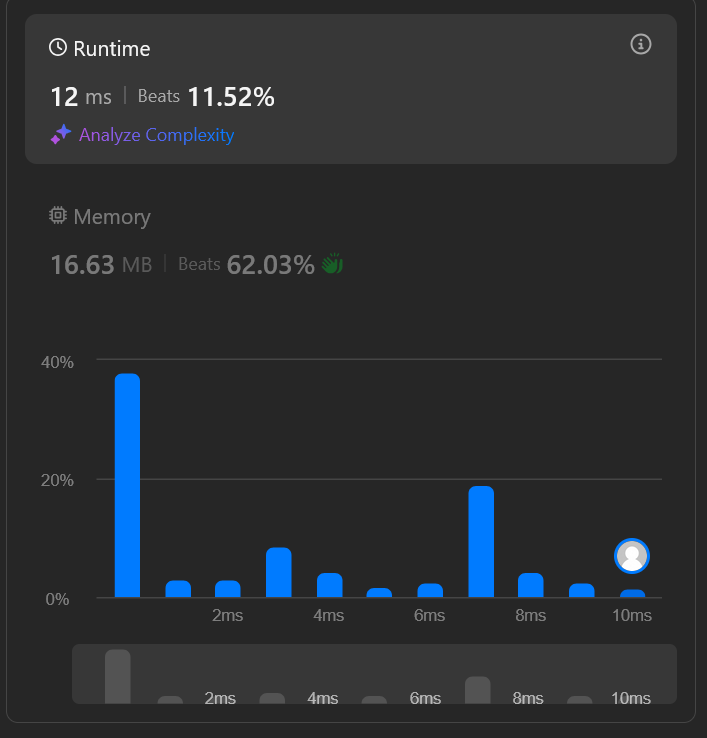 Runtime
12 ms | Beats 11.52%
Analyze Complexity
Memory
16.63 MB | Beats 62.03%
40%
20%
0%
2ms 4ms 6ms 8ms 10ms
2ms 4ms 6ms 8ms 10ms